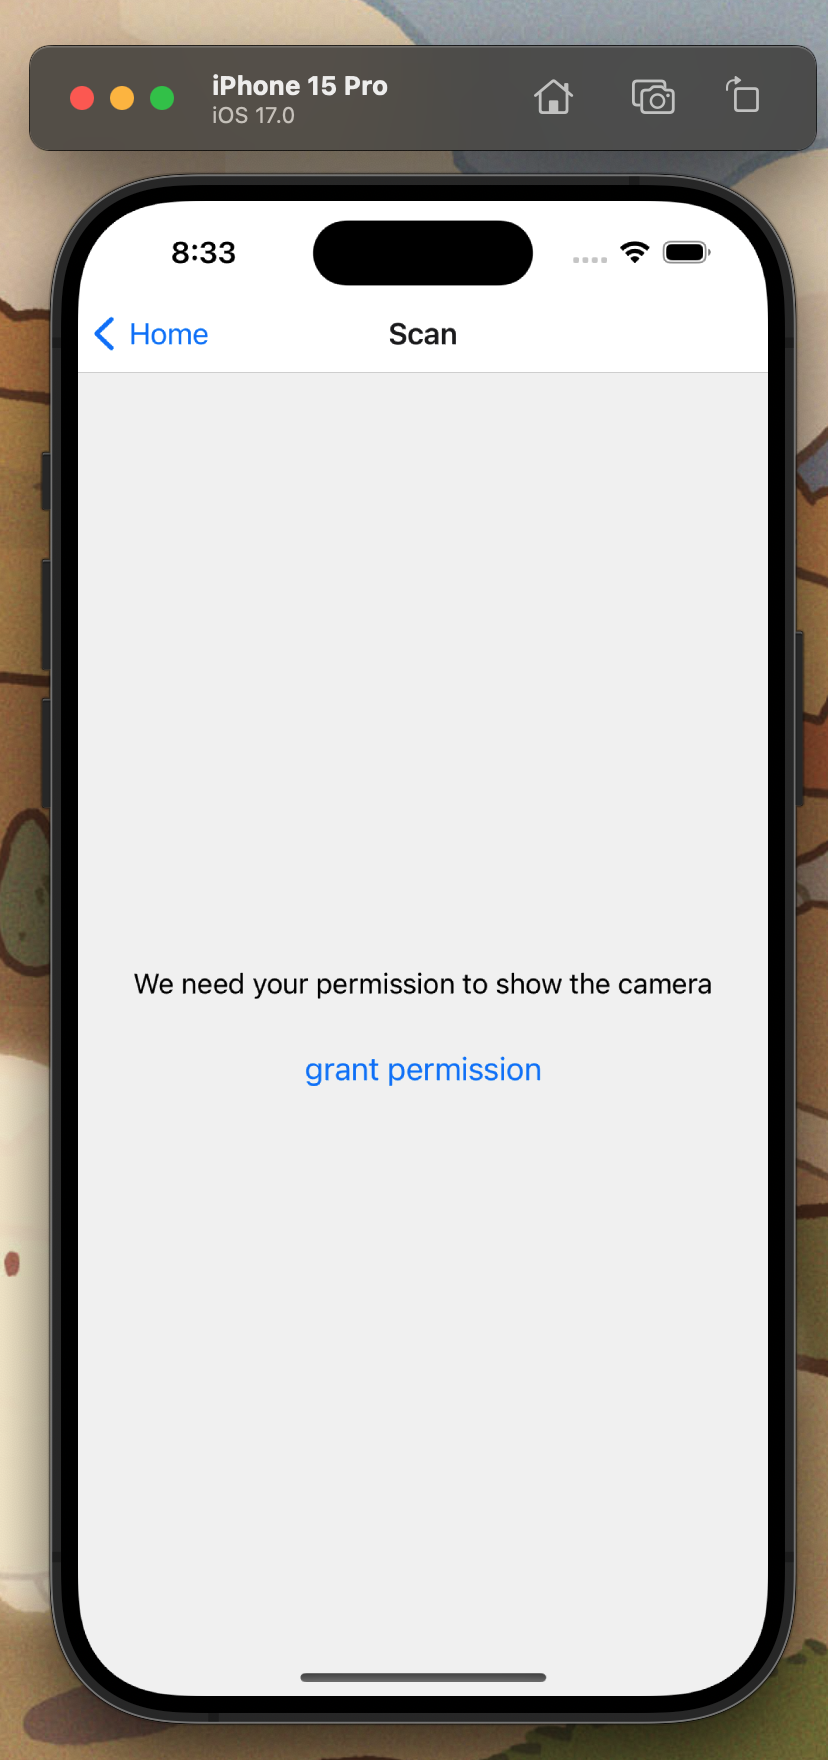 iPhone 15 Pro
iOS 17.0
8:33
Home
Scan
We need your permission to show the camera
grant permission